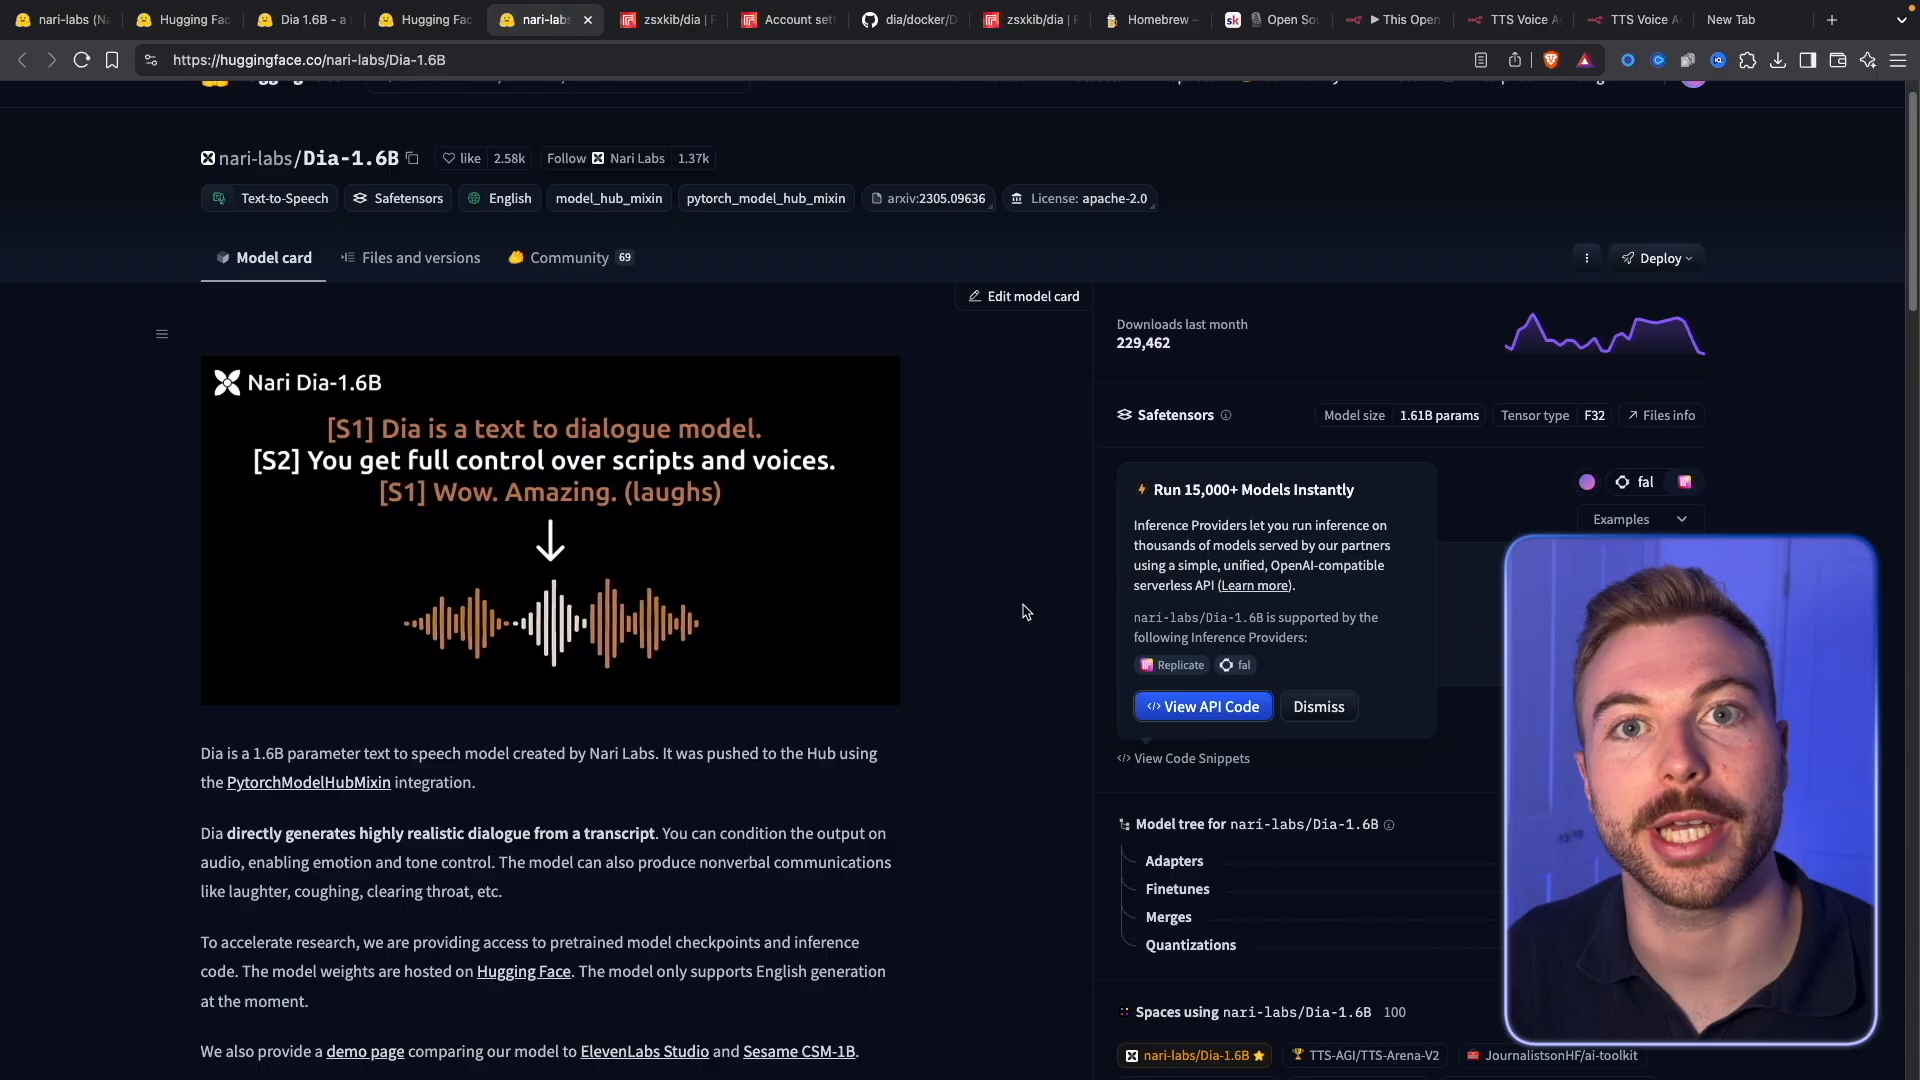 nari-labs (Na
Hugging Fac
Dia 1.6B - a
Hugging Fac
nari-labs
zsxkib/dia | R
Account set
dia/docker/D
zsxkib/dia | R
Homebrew –
Open Sou
▶ This Open
TTS Voice A
TTS Voice A
New Tab
https://huggingface.co/nari-labs/Dia-1.6B
nari-labs/Dia-1.6B
like 2.58k
Follow Nari Labs 1.37k
Text-to-Speech
Safetensors
English
model_hub_mixin
pytorch_model_hub_mixin
arxiv:2305.09636
License: apache-2.0
Model card
Files and versions
Community 69
Deploy
Edit model card
Nari Dia-1.6B
[S1] Dia is a text to dialogue model.
[S2] You get full control over scripts and voices.
[S1] Wow. Amazing. (laughs)
Dia is a 1.6B parameter text to speech model created by Nari Labs. It was pushed to the Hub using
the PytorchModelHubMixin integration.
Dia directly generates highly realistic dialogue from a transcript. You can condition the output on
audio, enabling emotion and tone control. The model can also produce nonverbal communications
like laughter, coughing, clearing throat, etc.
To accelerate research, we are providing access to pretrained model checkpoints and inference
code. The model weights are hosted on Hugging Face. The model only supports English generation
at the moment.
We also provide a demo page comparing our model to ElevenLabs Studio and Sesame CSM-1B.
Downloads last month
229,462
Safetensors
Model size 1.61B params
Tensor type F32
Files info
fal
Examples
Run 15,000+ Models Instantly
Inference Providers let you run inference on
thousands of models served by our partners
using a simple, unified, OpenAI-compatible
serverless API (Learn more).
nari-labs/Dia-1.6B is supported by the
following Inference Providers:
Replicate
fal
</> View API Code
Dismiss
</> View Code Snippets
Model tree for nari-labs/Dia-1.6B
Adapters
Finetunes
Merges
Quantizations
Spaces using nari-labs/Dia-1.6B 100
nari-labs/Dia-1.6B
TTS-AGI/TTS-Arena-V2
JournalistsonHF/ai-toolkit